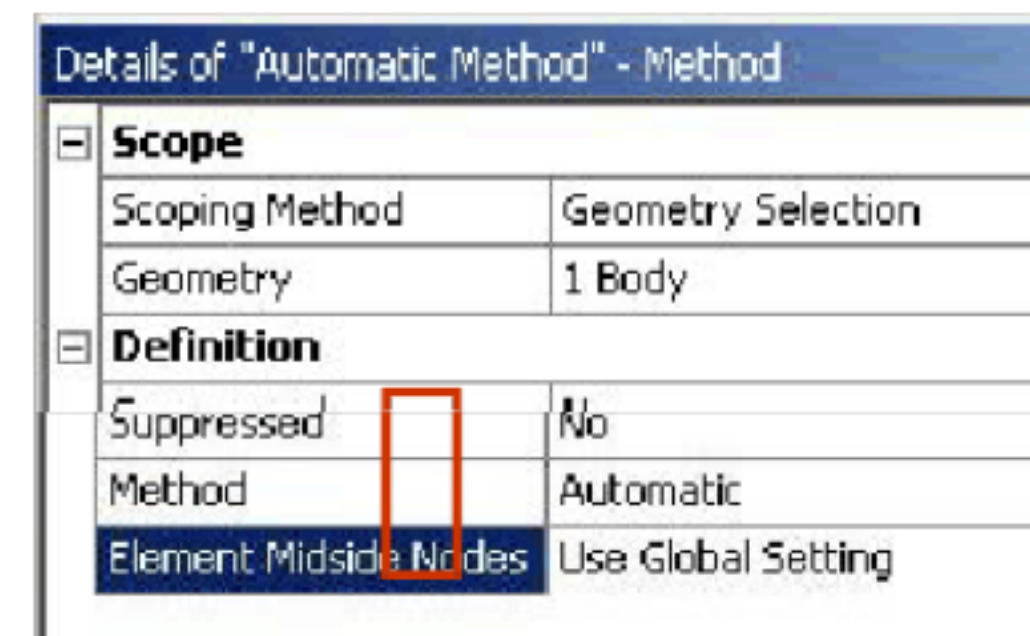 Details of "Automatic Method" - Method
Scope
Scoping Method Geometry Selection
Geometry 1 Body
Definition
Suppressed No
Method Automatic
Element Midside Nodes Use Global Setting